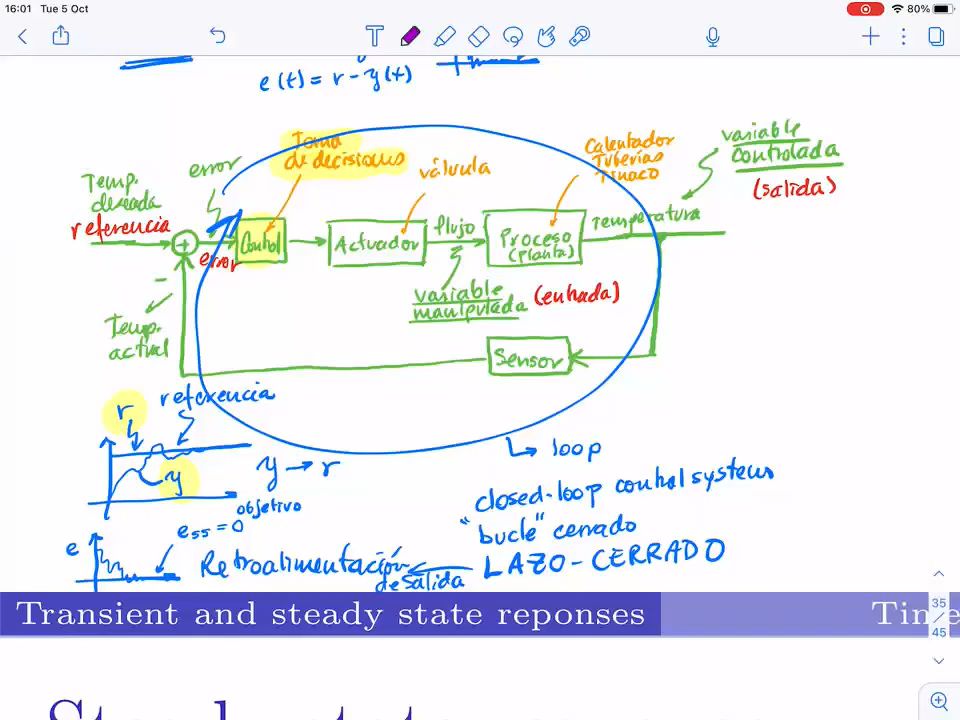 16:01 Tue 5 Oct
80%
e(t) = r - y(t)
Toma
de decisiones
error
válvula
Calentador
Tuberías
Tinaco
variable
controlada
(salida)
Temp.
deseada
referencia
+
error
Control
Actuador
flujo
Proceso
(planta)
Temperatura
variable
manipulada
(entrada)
-
Temp.
actual
Sensor
r
referencia
y
y → r
objetivo
e
ess = 0
loop
closed-loop control systems
"bucle" cerrado
LAZO-CERRADO
Retroalimentación
de salida
Transient and steady state reponses
35
/
45